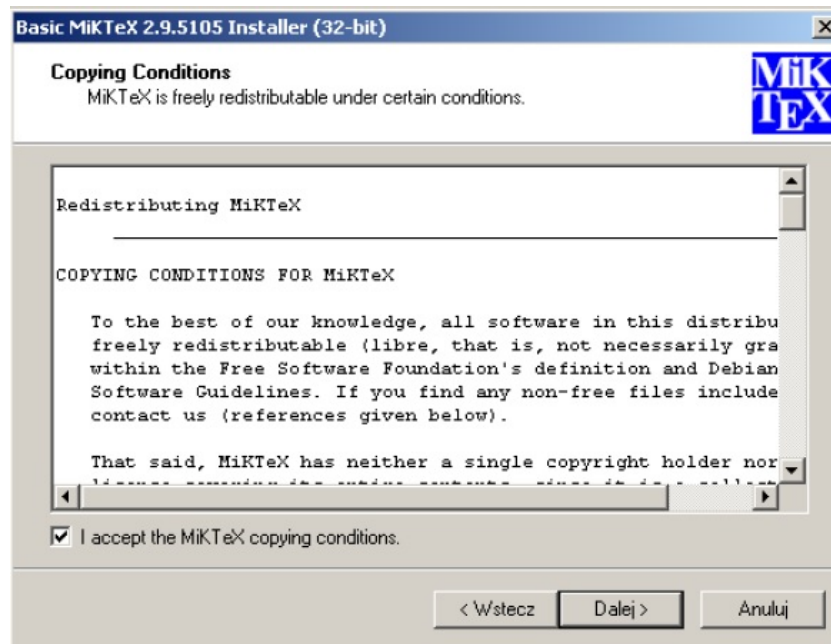 Basic MiKTeX 2.9.5105 Installer (32-bit)
Copying Conditions
MiKTeX is freely redistributable under certain conditions.
MiK
TEX
Redistributing MiKTeX
COPYING CONDITIONS FOR MiKTeX
To the best of our knowledge, all software in this distribu
freely redistributable (libre, that is, not necessarily gra
within the Free Software Foundation's definition and Debian
Software Guidelines. If you find any non-free files include
contact us (references given below).
That said, MiKTeX has neither a single copyright holder nor
I accept the MiKTeX copying conditions.
< Wstecz
Dalej >
Anuluj